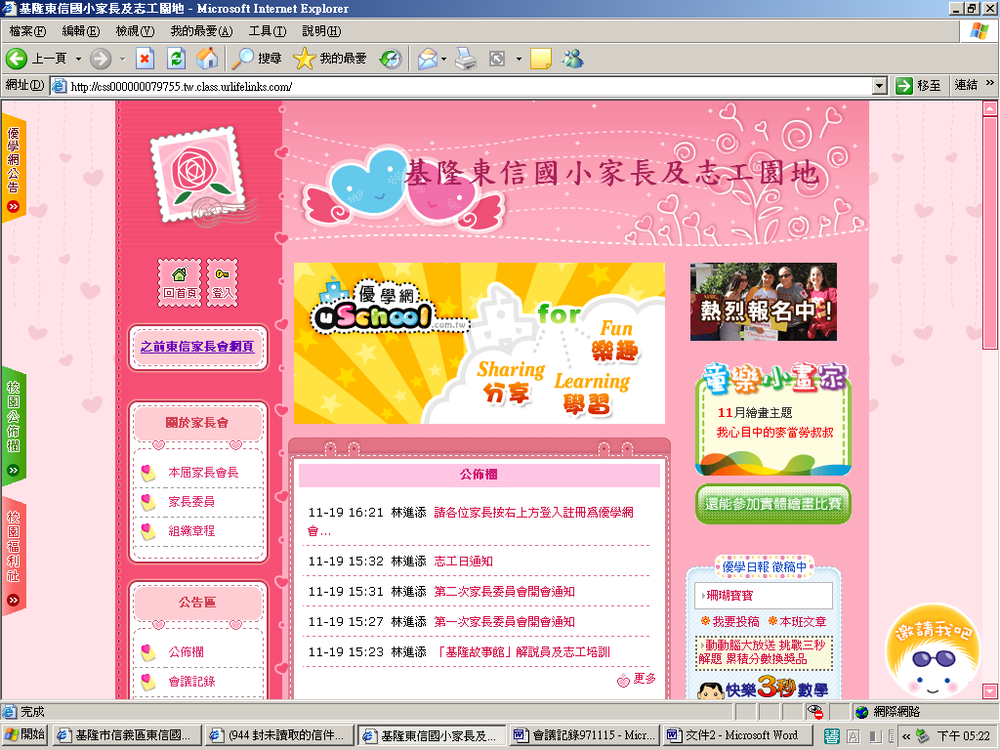 基隆東信國小家長及志工園地 - Microsoft Internet Explorer
檔案(F) 編輯(E) 檢視(V) 我的最愛(A) 工具(T) 說明(H)
上一頁 搜尋 我的最愛
網址(D) http://css000000079755.tw.class.urlifelinks.com/ 移至 連結 »
優學網公告
校園公佈欄
校園福利社
基隆東信國小家長及志工園地
回首頁 登入
之前東信家長會網頁
關於家長會
本屆家長會會長
家長委員
組織章程
公告區
公佈欄
會議記錄
優學網
uSchool.com.tw
for
Fun
樂趣
Sharing
分享
Learning
學習
公佈欄
11-19 16:21 林進添 請各位家長按右上方登入註冊為優學網
會...
11-19 15:32 林進添 志工日通知
11-19 15:31 林進添 第二次家長委員會開會通知
11-19 15:27 林進添 第一次家長委員會開會通知
11-19 15:23 林進添 「基隆故事館」解說員及志工培訓
更多
熱烈報名中！
童樂小畫家
11月繪畫主題
我心目中的麥當勞叔叔
還能參加實體繪畫比賽
優學日報 徵稿中
珊瑚寶寶
我要投稿 本班文章
動動腦大放送 挑戰三秒
解題 累積分數換獎品
快樂3秒數學
邀請我吧
完成 網際網路
開始 基隆市信義區東信國... (944 封未讀取的信件... 基隆東信國小家長及... 會議記錄971115 - Micr... 文件2 - Microsoft Word « 下午 05:22